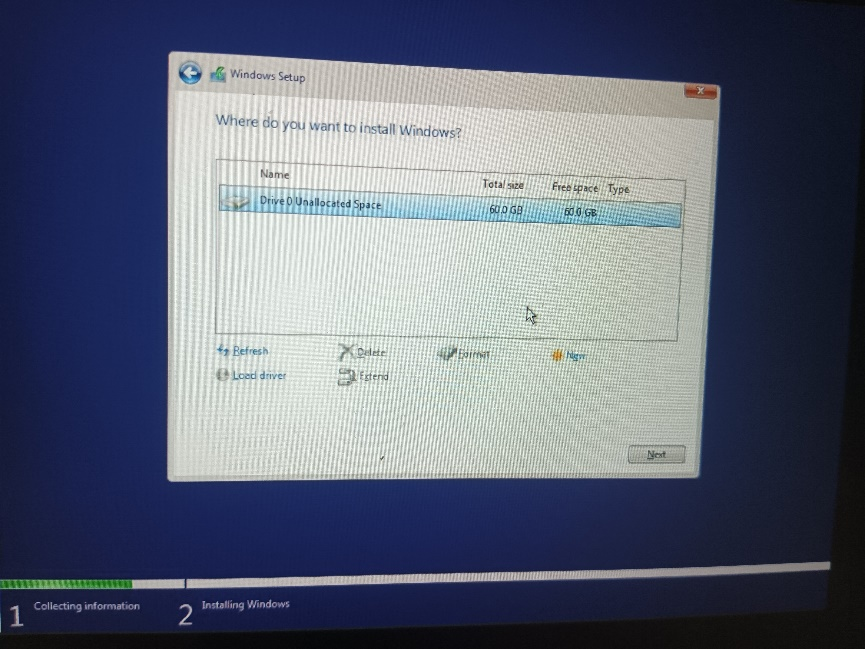 Windows Setup
Where do you want to install Windows?
Name Total size Free space Type
Drive 0 Unallocated Space 60.0 GB 60.0 GB
Refresh Delete Format New
Load driver Extend
Next
1 Collecting information 2 Installing Windows